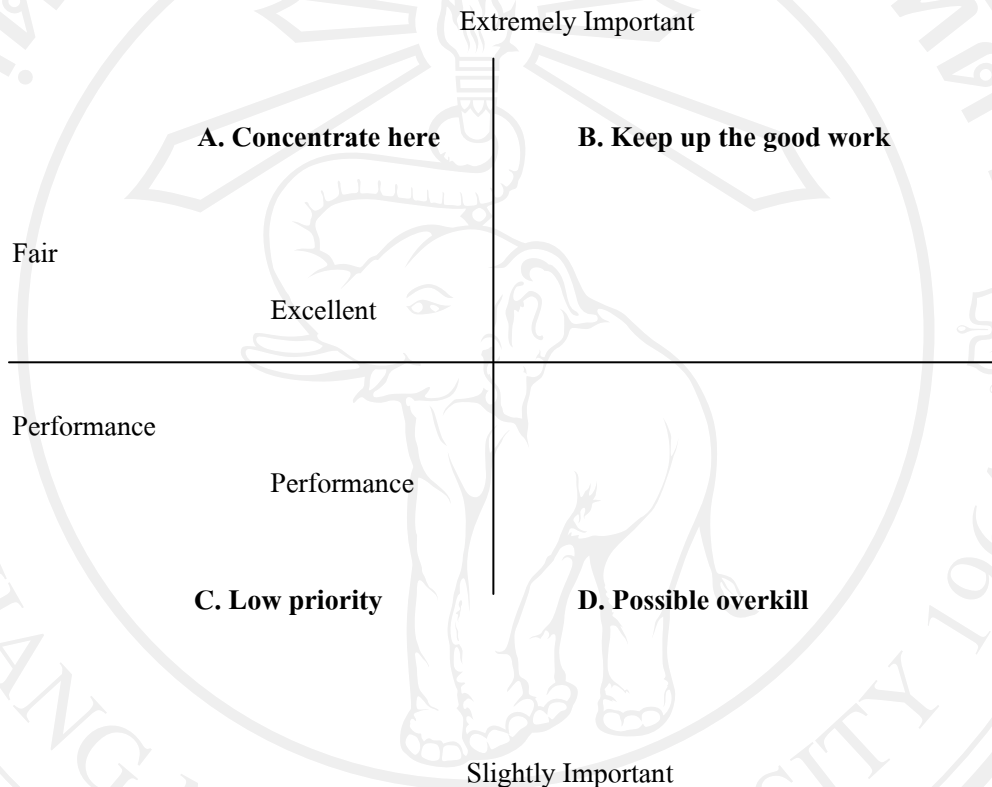 Extremely Important
A. Concentrate here B. Keep up the good work
Fair
Excellent
Performance
Performance
C. Low priority D. Possible overkill
Slightly Important